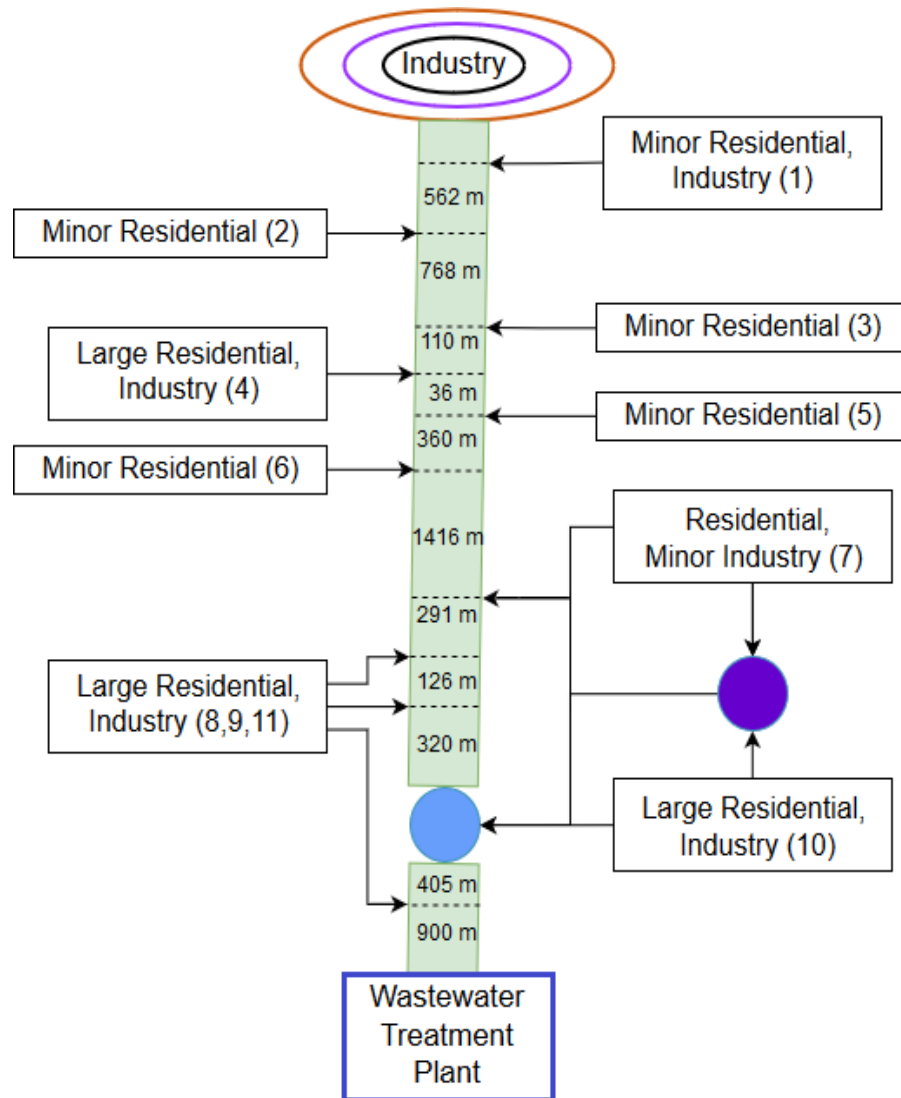 Industry
Minor Residential,
Industry (1)
562 m
Minor Residential (2)
768 m
Minor Residential (3)
110 m
Large Residential,
Industry (4)
36 m
Minor Residential (5)
360 m
Minor Residential (6)
1416 m
Residential,
Minor Industry (7)
291 m
Large Residential,
Industry (8,9,11)
126 m
320 m
Large Residential,
Industry (10)
405 m
900 m
Wastewater
Treatment
Plant